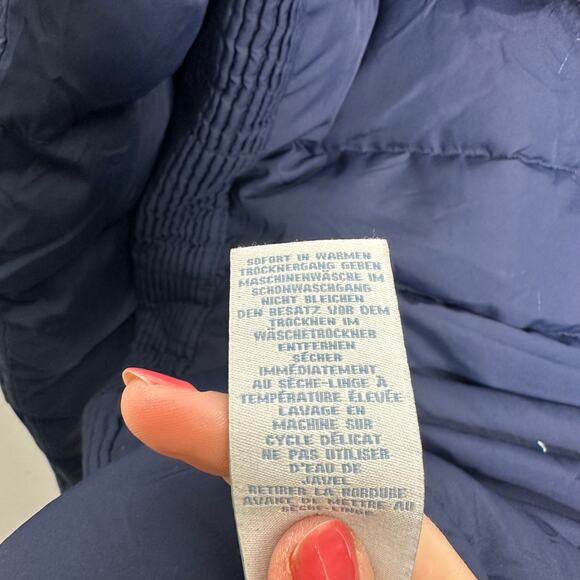 SOFORT IN WARMEN
TROCKNERGANG GEBEN
MASCHINENWÄSCHE IM
SCHONWASCHGANG
NICHT BLEICHEN
DEN BESATZ VOR DEM
TROCKNEN IM
WÄSCHETROCKNER
ENTFERNEN
SÉCHER
IMMÉDIATEMENT
AU SÈCHE-LINGE À
TEMPÉRATURE ÉLEVÉE
LAVAGE EN
MACHINE SUR
CYCLE DÉLICAT
NE PAS UTILISER
D'EAU DE
JAVEL
RETIRER LA BORDURE
AVANT DE METTRE AU
SÈCHE-LINGE